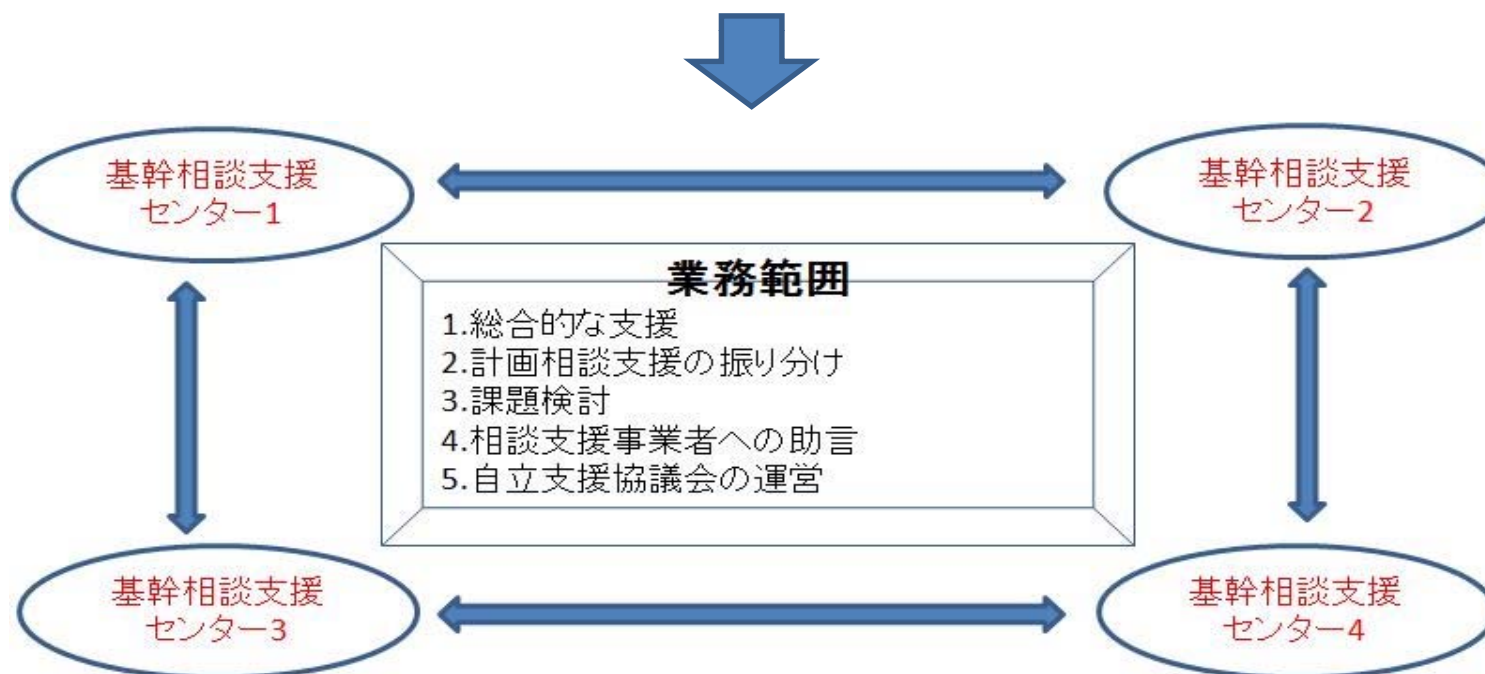 基幹相談支援
センター1
基幹相談支援
センター2
業務範囲
1.総合的な支援
2.計画相談支援の振り分け
3.課題検討
4.相談支援事業者への助言
5.自立支援協議会の運営
基幹相談支援
センター3
基幹相談支援
センター4